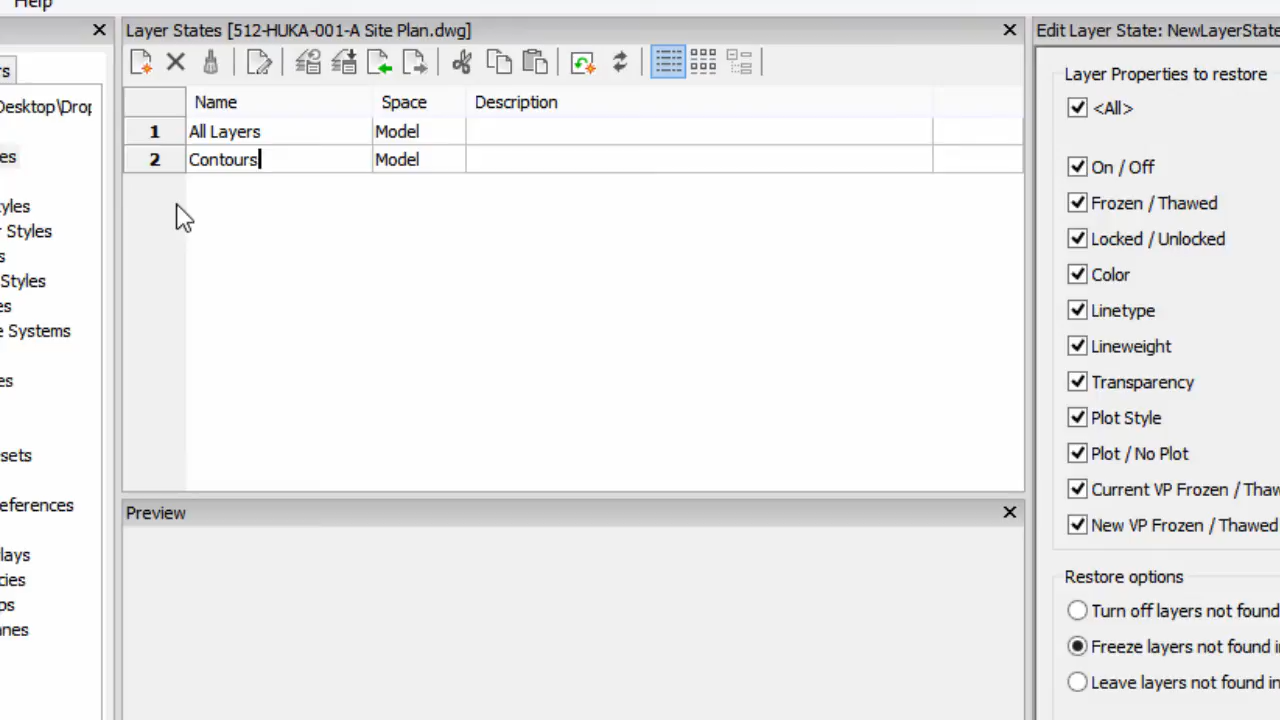 Help
Layer States [512-HUKA-001-A Site Plan.dwg]
Edit Layer State: NewLayerState
rs
Desktop\Drop
es
tyles
r Styles
s
Styles
es
e Systems
es
sets
eferences
lays
cies
ps
anes
Name Space Description
1 All Layers Model
2 Contours Model
Preview
Layer Properties to restore
<All>
On / Off
Frozen / Thawed
Locked / Unlocked
Color
Linetype
Lineweight
Transparency
Plot Style
Plot / No Plot
Current VP Frozen / Thaw
New VP Frozen / Thawed
Restore options
Turn off layers not found
Freeze layers not found in
Leave layers not found in